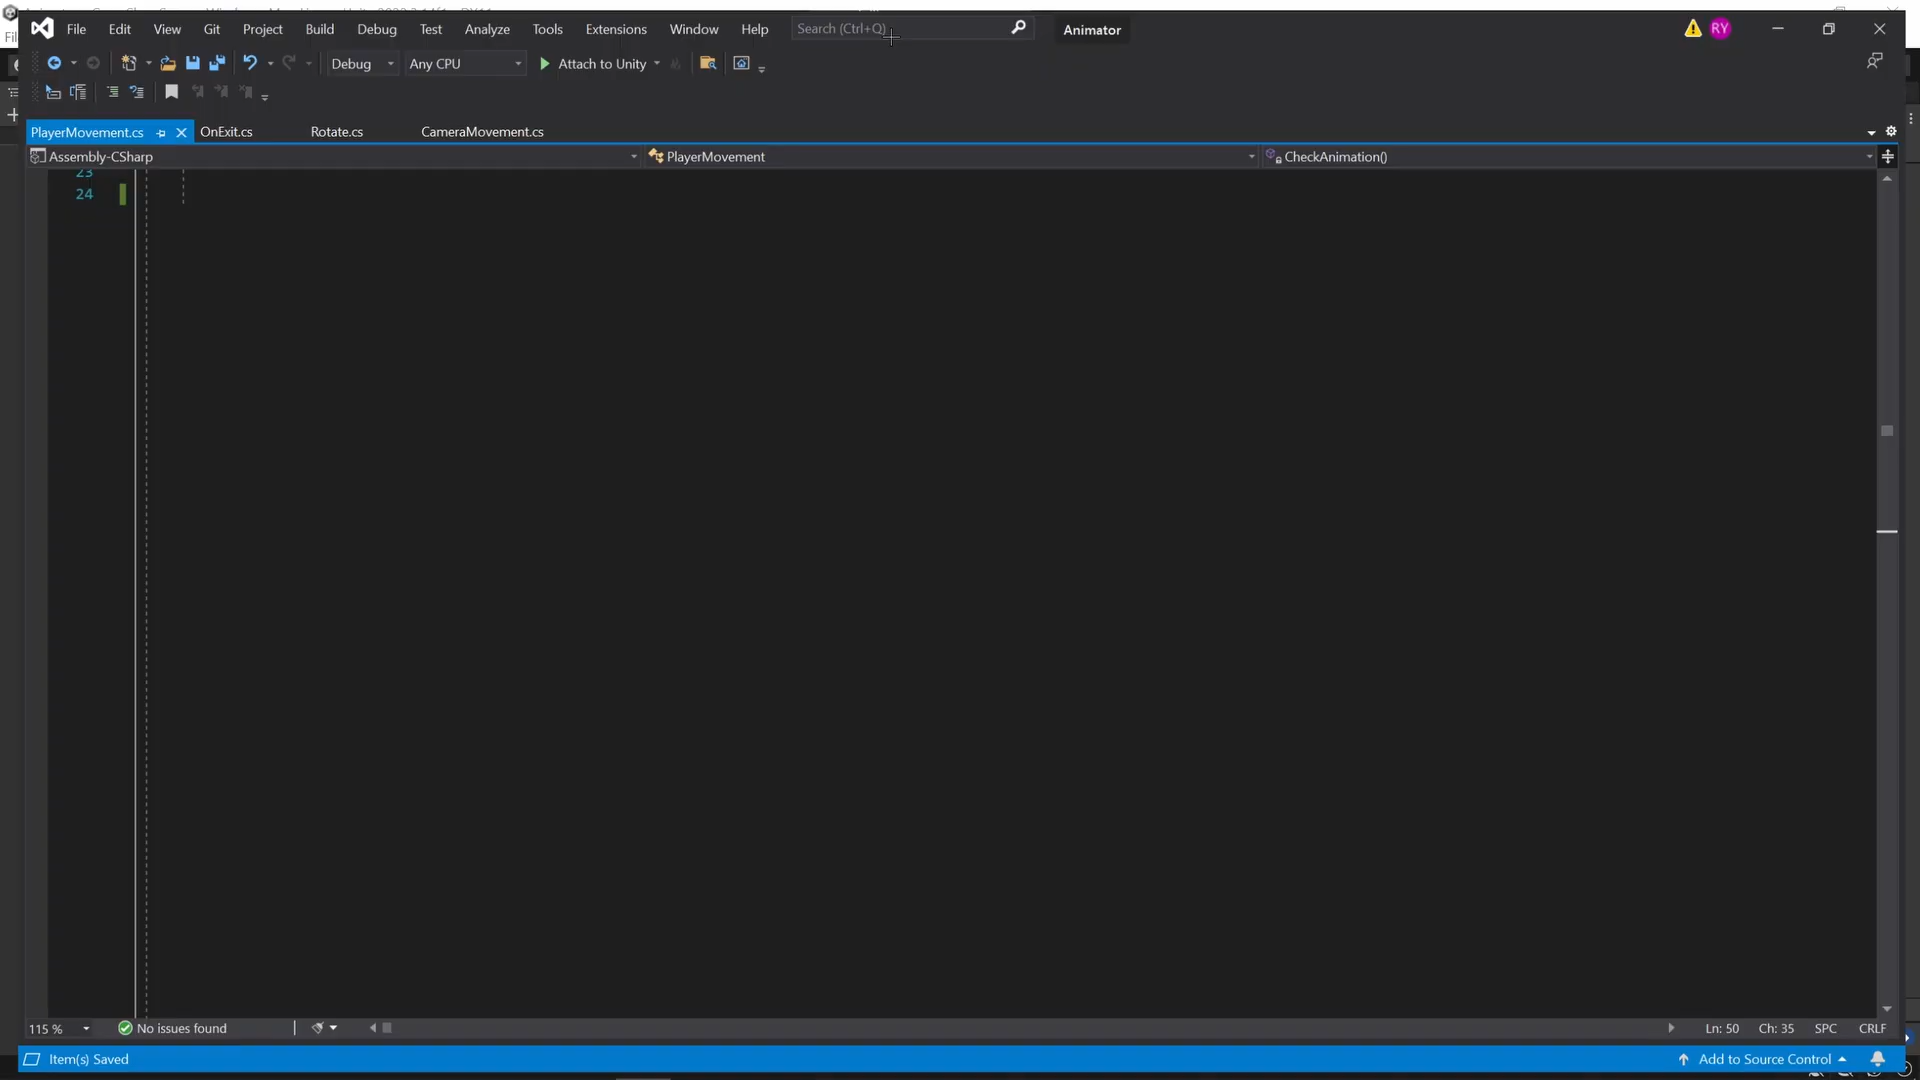 File Edit View Git Project Build Debug Test Analyze Tools Extensions Window Help Search (Ctrl+Q) Animator RY
Debug Any CPU Attach to Unity
PlayerMovement.cs OnExit.cs Rotate.cs CameraMovement.cs
Assembly-CSharp PlayerMovement CheckAnimation()
23
24
115 % No issues found Ln: 50 Ch: 35 SPC CRLF
Item(s) Saved Add to Source Control